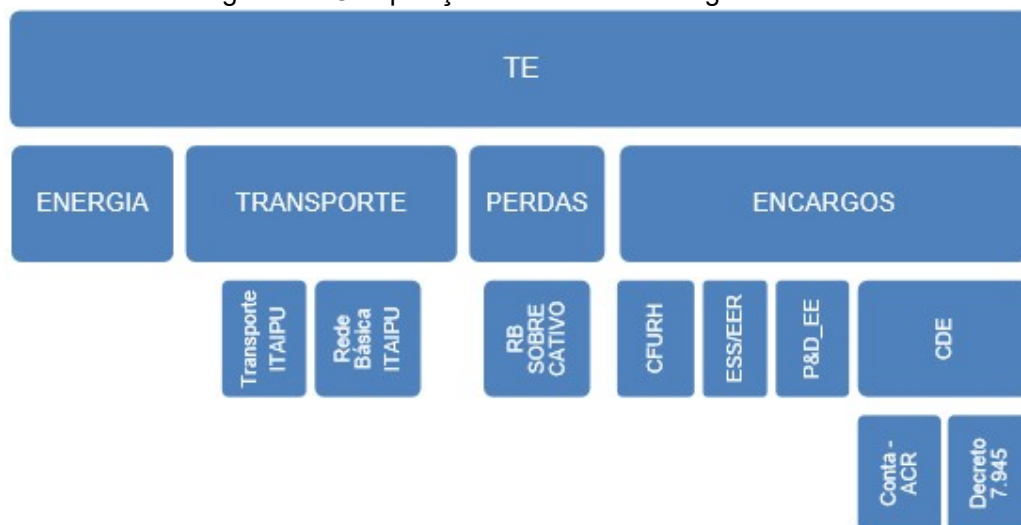 TE
ENERGIA
TRANSPORTE
PERDAS
ENCARGOS
Transporte
ITAIPU
Rede
Básica
ITAIPU
RB
SOBRE
CATIVO
CFURH
ESS/EER
P&D_EE
CDE
Conta -
ACR
Decreto
7.945